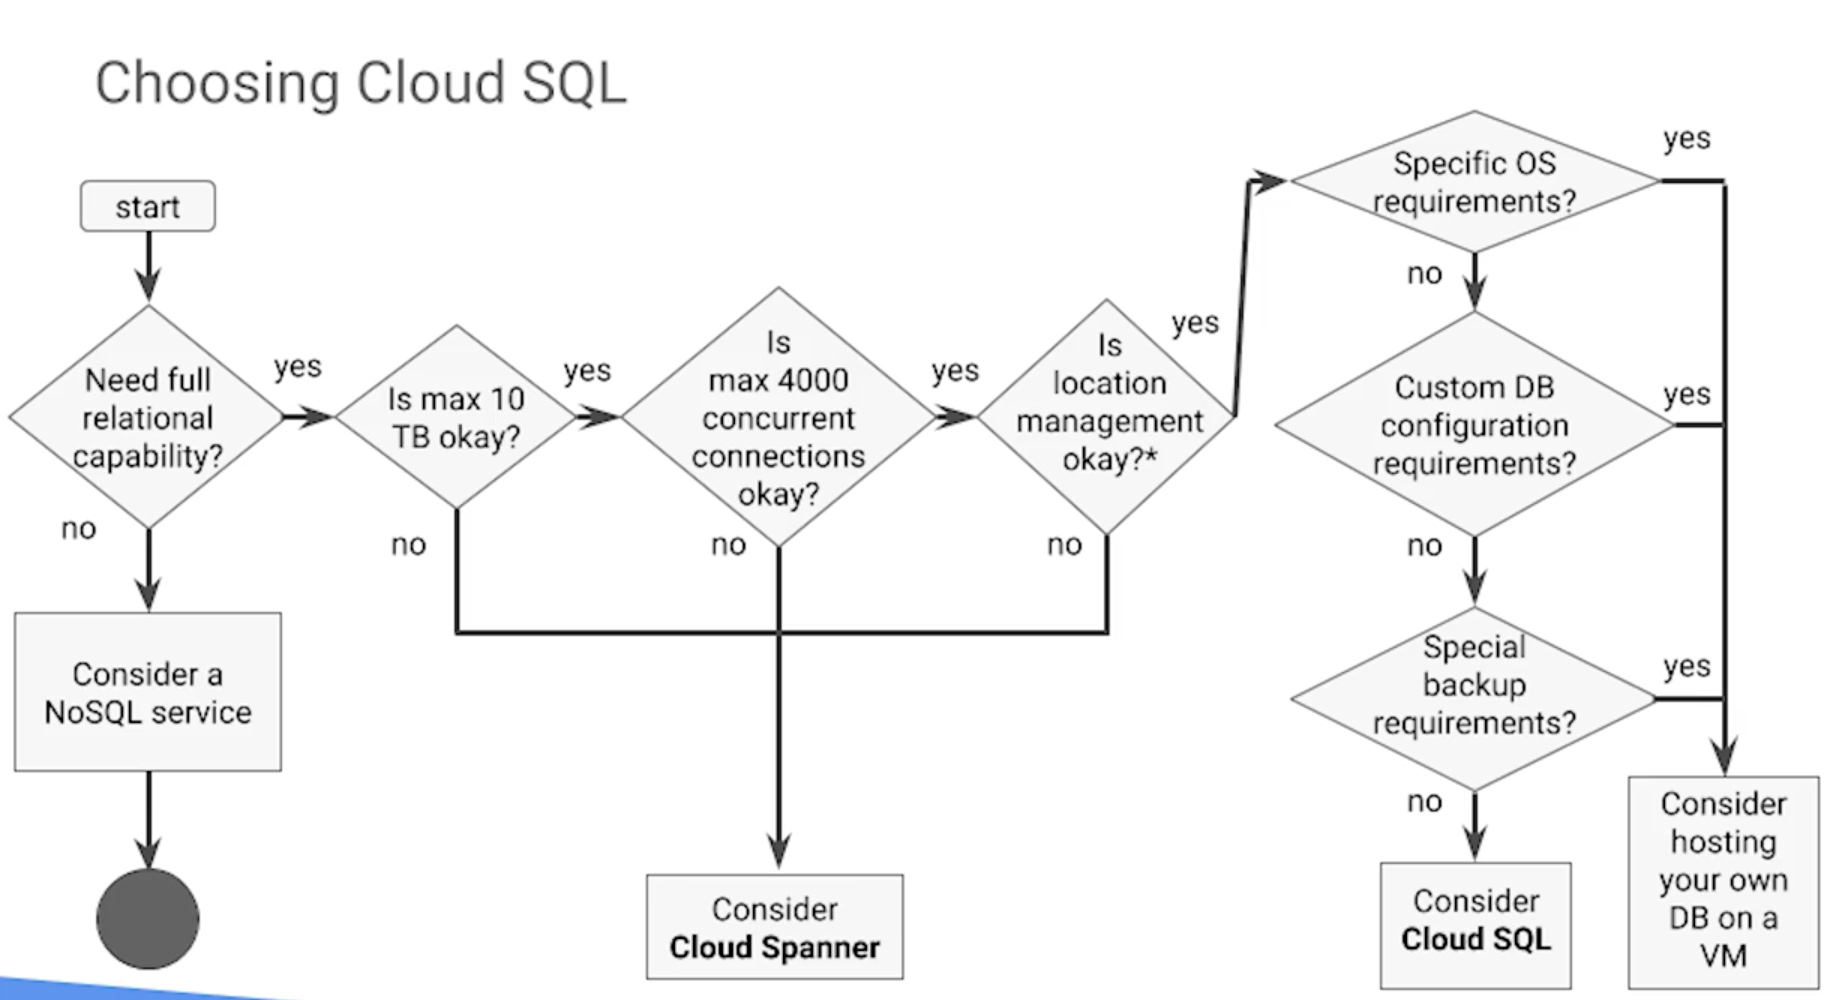 Choosing Cloud SQL
start
Need full
relational
capability?
yes
no
Consider a
NoSQL service
Is max 10
TB okay?
yes
no
Is
max 4000
concurrent
connections
okay?
yes
no
Consider
Cloud Spanner
Is
location
management
okay?*
yes
no
Specific OS
requirements?
yes
no
Custom DB
configuration
requirements?
yes
no
Special
backup
requirements?
yes
no
Consider
Cloud SQL
Consider
hosting
your own
DB on a
VM